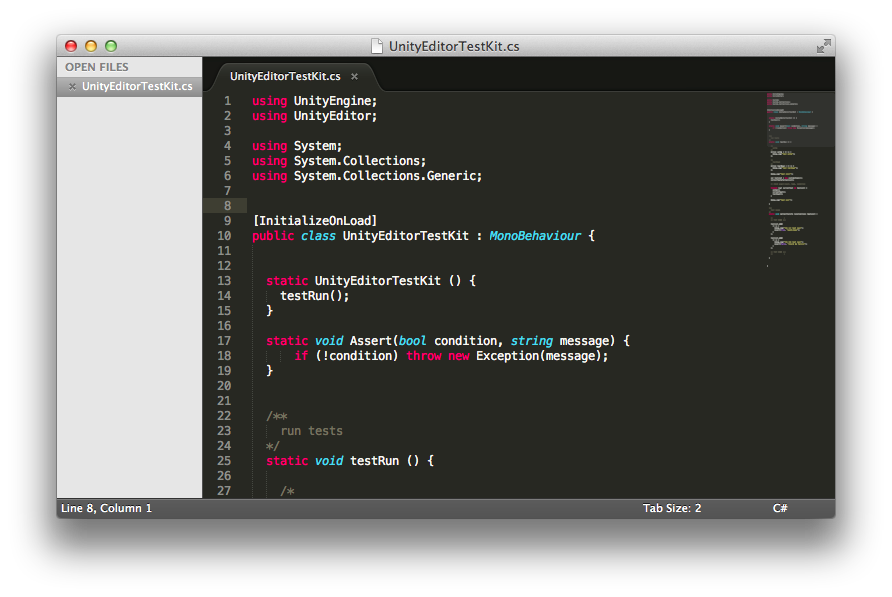 UnityEditorTestKit.cs
OPEN FILES
× UnityEditorTestKit.cs
UnityEditorTestKit.cs ×
1 using UnityEngine;
2 using UnityEditor;
3
4 using System;
5 using System.Collections;
6 using System.Collections.Generic;
7
8
9 [InitializeOnLoad]
10 public class UnityEditorTestKit : MonoBehaviour {
11
12
13   static UnityEditorTestKit () {
14     testRun();
15   }
16
17   static void Assert(bool condition, string message) {
18       if (!condition) throw new Exception(message);
19   }
20
21
22   /**
23     run tests
24   */
25   static void testRun () {
26
27     /*
Line 8, Column 1
Tab Size: 2
C#